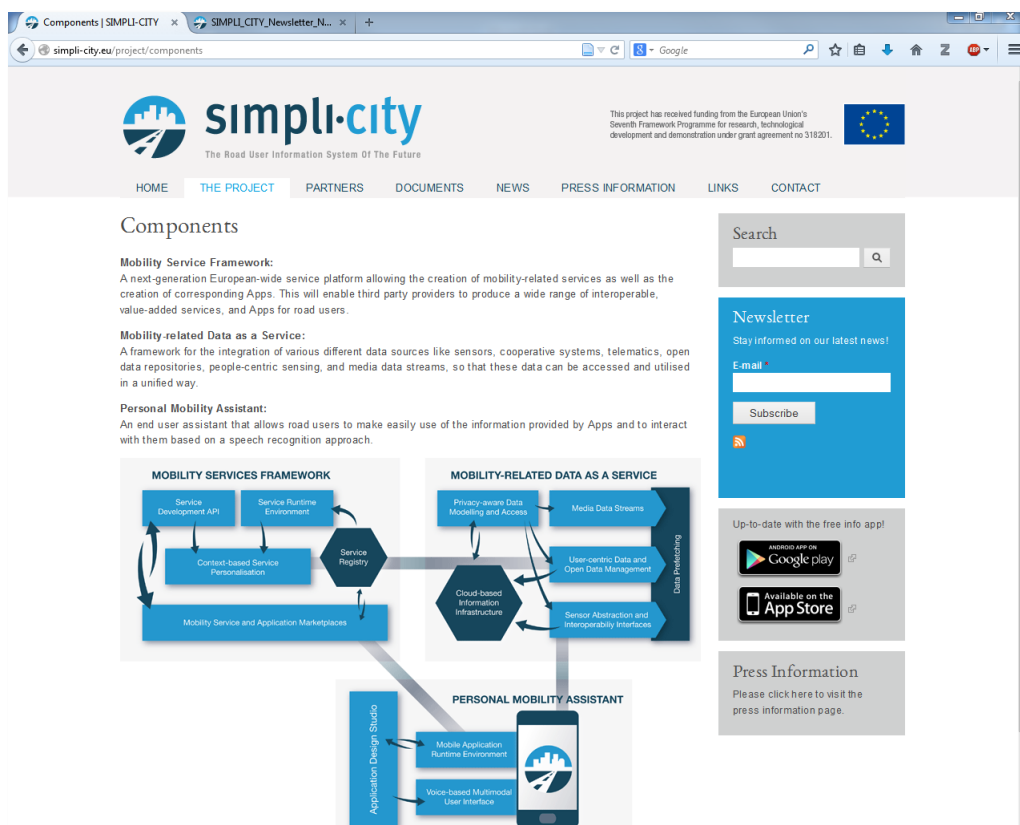 Components | SIMPLI-CITY
SIMPLI_CITY_Newsletter_N...
simpli-city.eu/project/components
Google
simpli·city
The Road User Information System Of The Future
This project has received funding from the European Union's
Seventh Framework Programme for research, technological
development and demonstration under grant agreement no 318201.
HOME THE PROJECT PARTNERS DOCUMENTS NEWS PRESS INFORMATION LINKS CONTACT
Components
Mobility Service Framework:
A next-generation European-wide service platform allowing the creation of mobility-related services as well as the
creation of corresponding Apps. This will enable third party providers to produce a wide range of interoperable,
value-added services, and Apps for road users.
Mobility-related Data as a Service:
A framework for the integration of various different data sources like sensors, cooperative systems, telematics, open
data repositories, people-centric sensing, and media data streams, so that these data can be accessed and utilised
in a unified way.
Personal Mobility Assistant:
An end user assistant that allows road users to make easily use of the information provided by Apps and to interact
with them based on a speech recognition approach.
MOBILITY SERVICES FRAMEWORK
Service
Development API
Service Runtime
Environment
Context-based Service
Personalisation
Service
Registry
Mobility Service and Application Marketplaces
MOBILITY-RELATED DATA AS A SERVICE
Privacy-aware Data
Modelling and Access
Media Data Streams
User-centric Data and
Open Data Management
Cloud-based
Information
Infrastructure
Sensor Abstraction and
Interoperabiliy Interfaces
Data Prefetching
PERSONAL MOBILITY ASSISTANT
Application Design Studio
Mobile Application
Runtime Environment
Voice-based Multimodal
User Interface
Search
Newsletter
Stay informed on our latest news!
E-mail *
Subscribe
Up-to-date with the free info app!
ANDROID APP ON
Google play
Available on the
App Store
Press Information
Please click here to visit the
press information page.